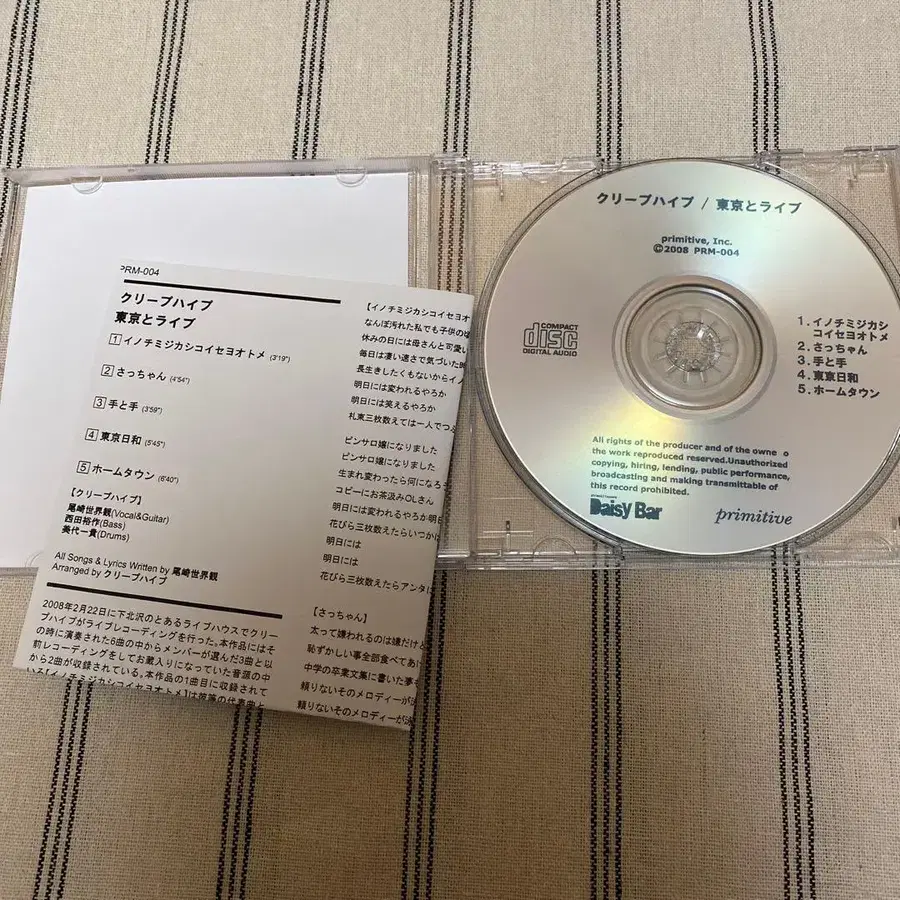 PRM-004
クリープハイプ
東京とライブ
1 イノチミジカシコイセヨオトメ (3'19")
2 さっちゃん (4'54")
3 手と手 (3'59")
4 東京日和 (5'45")
5 ホームタウン (6'40")
【クリープハイプ】
尾崎世界観(Vocal&Guitar)
西田裕作(Bass)
美代一貴(Drums)
All Songs & Lyrics Written by 尾崎世界観
Arranged by クリープハイプ
2008年2月22日に下北沢のとあるライブハウスでクリー
プハイプがライブレコーディングを行った。本作品にはそ
の時に演奏された6曲の中からメンバーが選んだ3曲と以
前レコーディングをしてお蔵入りになっていた音源の中
から2曲が収録されている。本作品の1曲目に収録されて
いる【イノチミジカシコイセヨオトメ】は
【イノチミジカシコイセヨオ
なんぼ汚れた私でも子供の
休みの日には母さんと可愛い
毎日は凄い速さで気づいた
長生きしたくもないから
明日には変われるやろか
明日には笑えるやろか
札束三枚数えては一人で
ピンサロ嬢になりました
ピンサロ嬢になりました
生まれ変わったら何になろ
コピーにお茶汲みOLさん
明日には変われるやろか明
花びら三枚数えたらいつか
明日には
明日には
花びら三枚数えたらアンタ
【さっちゃん】
太って嫌われるのは嫌だけ
恥ずかしい事全部食べてあ
中学の卒業文集に書いた夢
頼りないそのメロディーが
頼りないそのメロディーが
クリープハイプ / 東京とライブ
primitive, Inc.
©2008 PRM-004
COMPACT
disc
DIGITAL AUDIO
1. イノチミジカシ
コイセヨオトメ
2. さっちゃん
3. 手と手
4. 東京日和
5. ホームタウン
All rights of the producer and of the owne o
the work reproduced reserved.Unauthorized
copying, hiring, lending, public performance,
broadcasting and making transmittable of
this record prohibited.
Daisy Bar
primitive